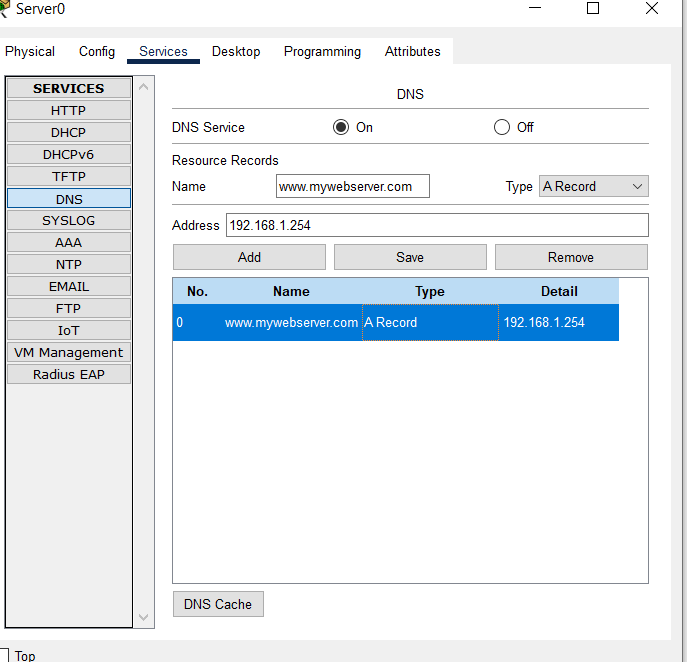 Server0
Physical Config Services Desktop Programming Attributes
SERVICES
HTTP
DHCP
DHCPv6
TFTP
DNS
SYSLOG
AAA
NTP
EMAIL
FTP
IoT
VM Management
Radius EAP
DNS
DNS Service On Off
Resource Records
Name www.mywebserver.com Type A Record
Address 192.168.1.254
Add Save Remove
No. Name Type Detail
0 www.mywebserver.com A Record 192.168.1.254
DNS Cache
Top